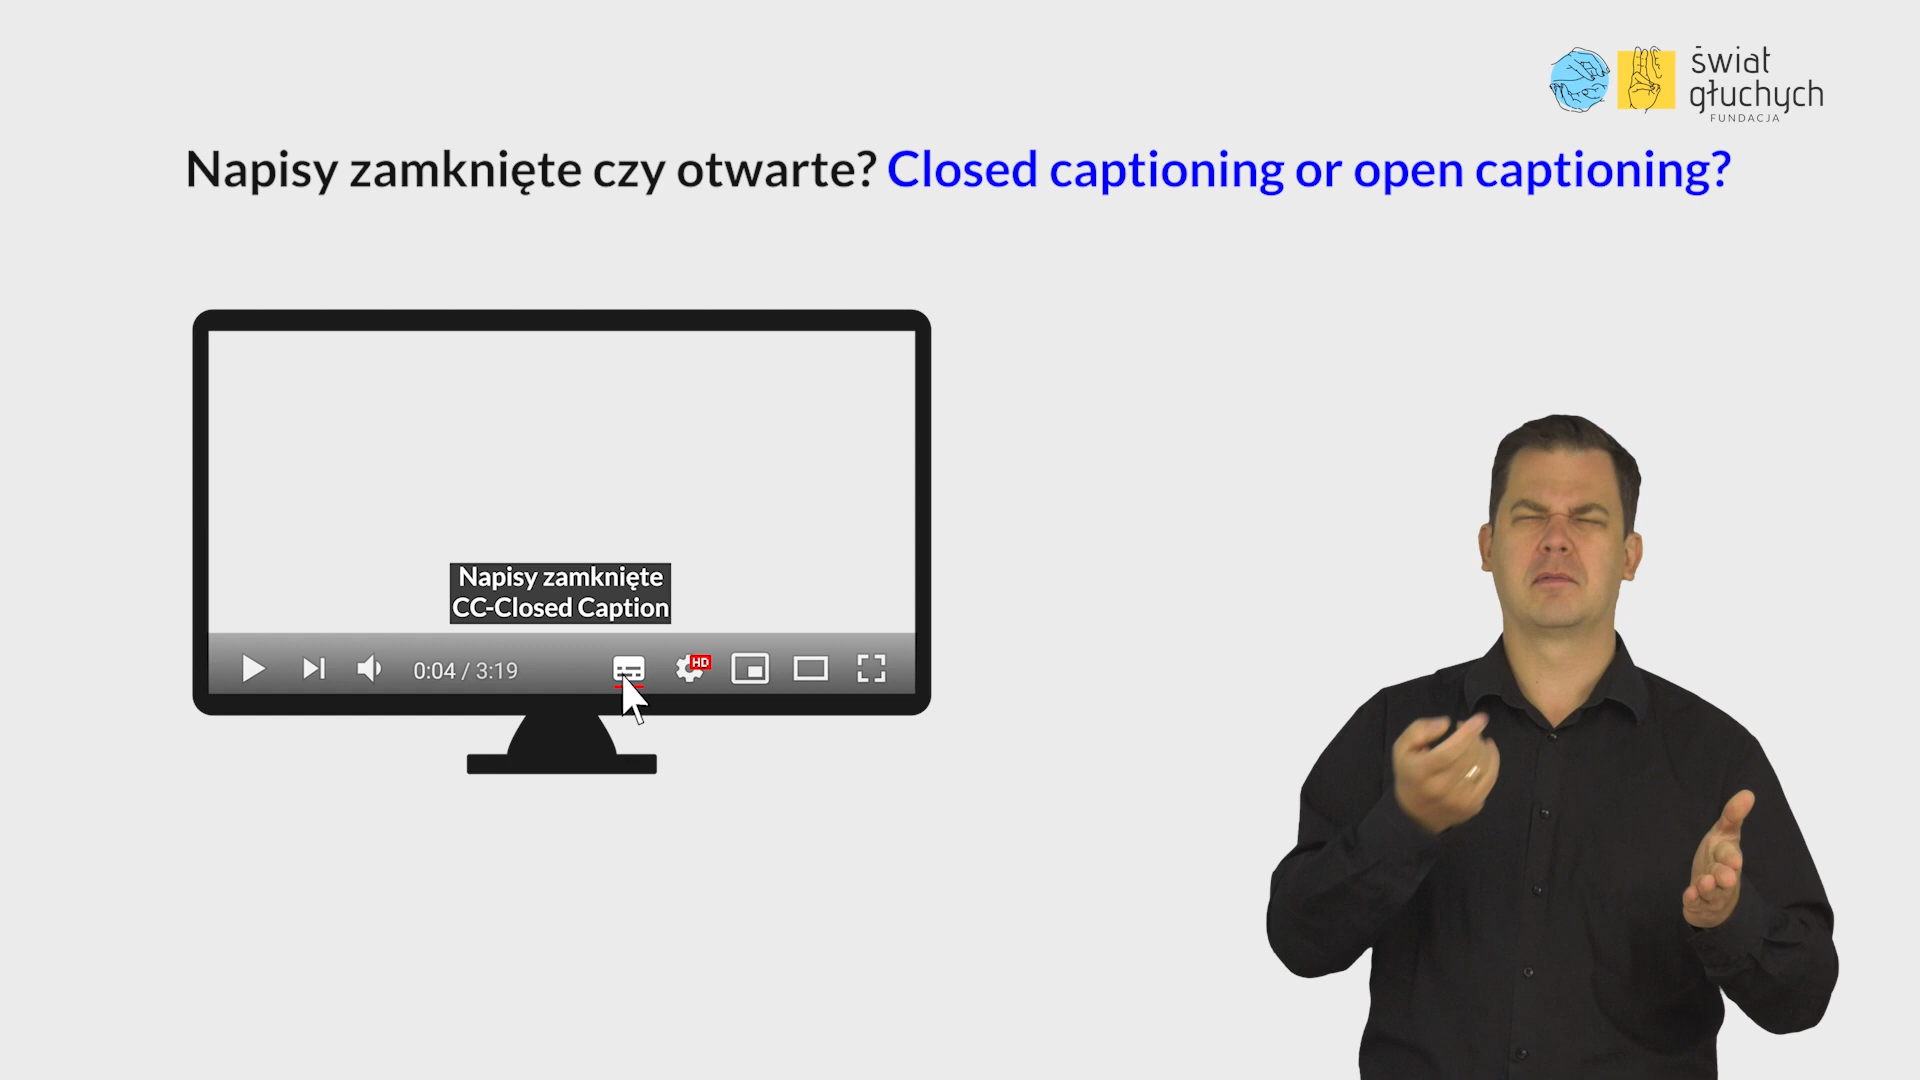 świat
głuchych
FUNDACJA
Napisy zamknięte czy otwarte? Closed captioning or open captioning?
Napisy zamknięte
CC-Closed Caption
0:04 / 3:19
HD